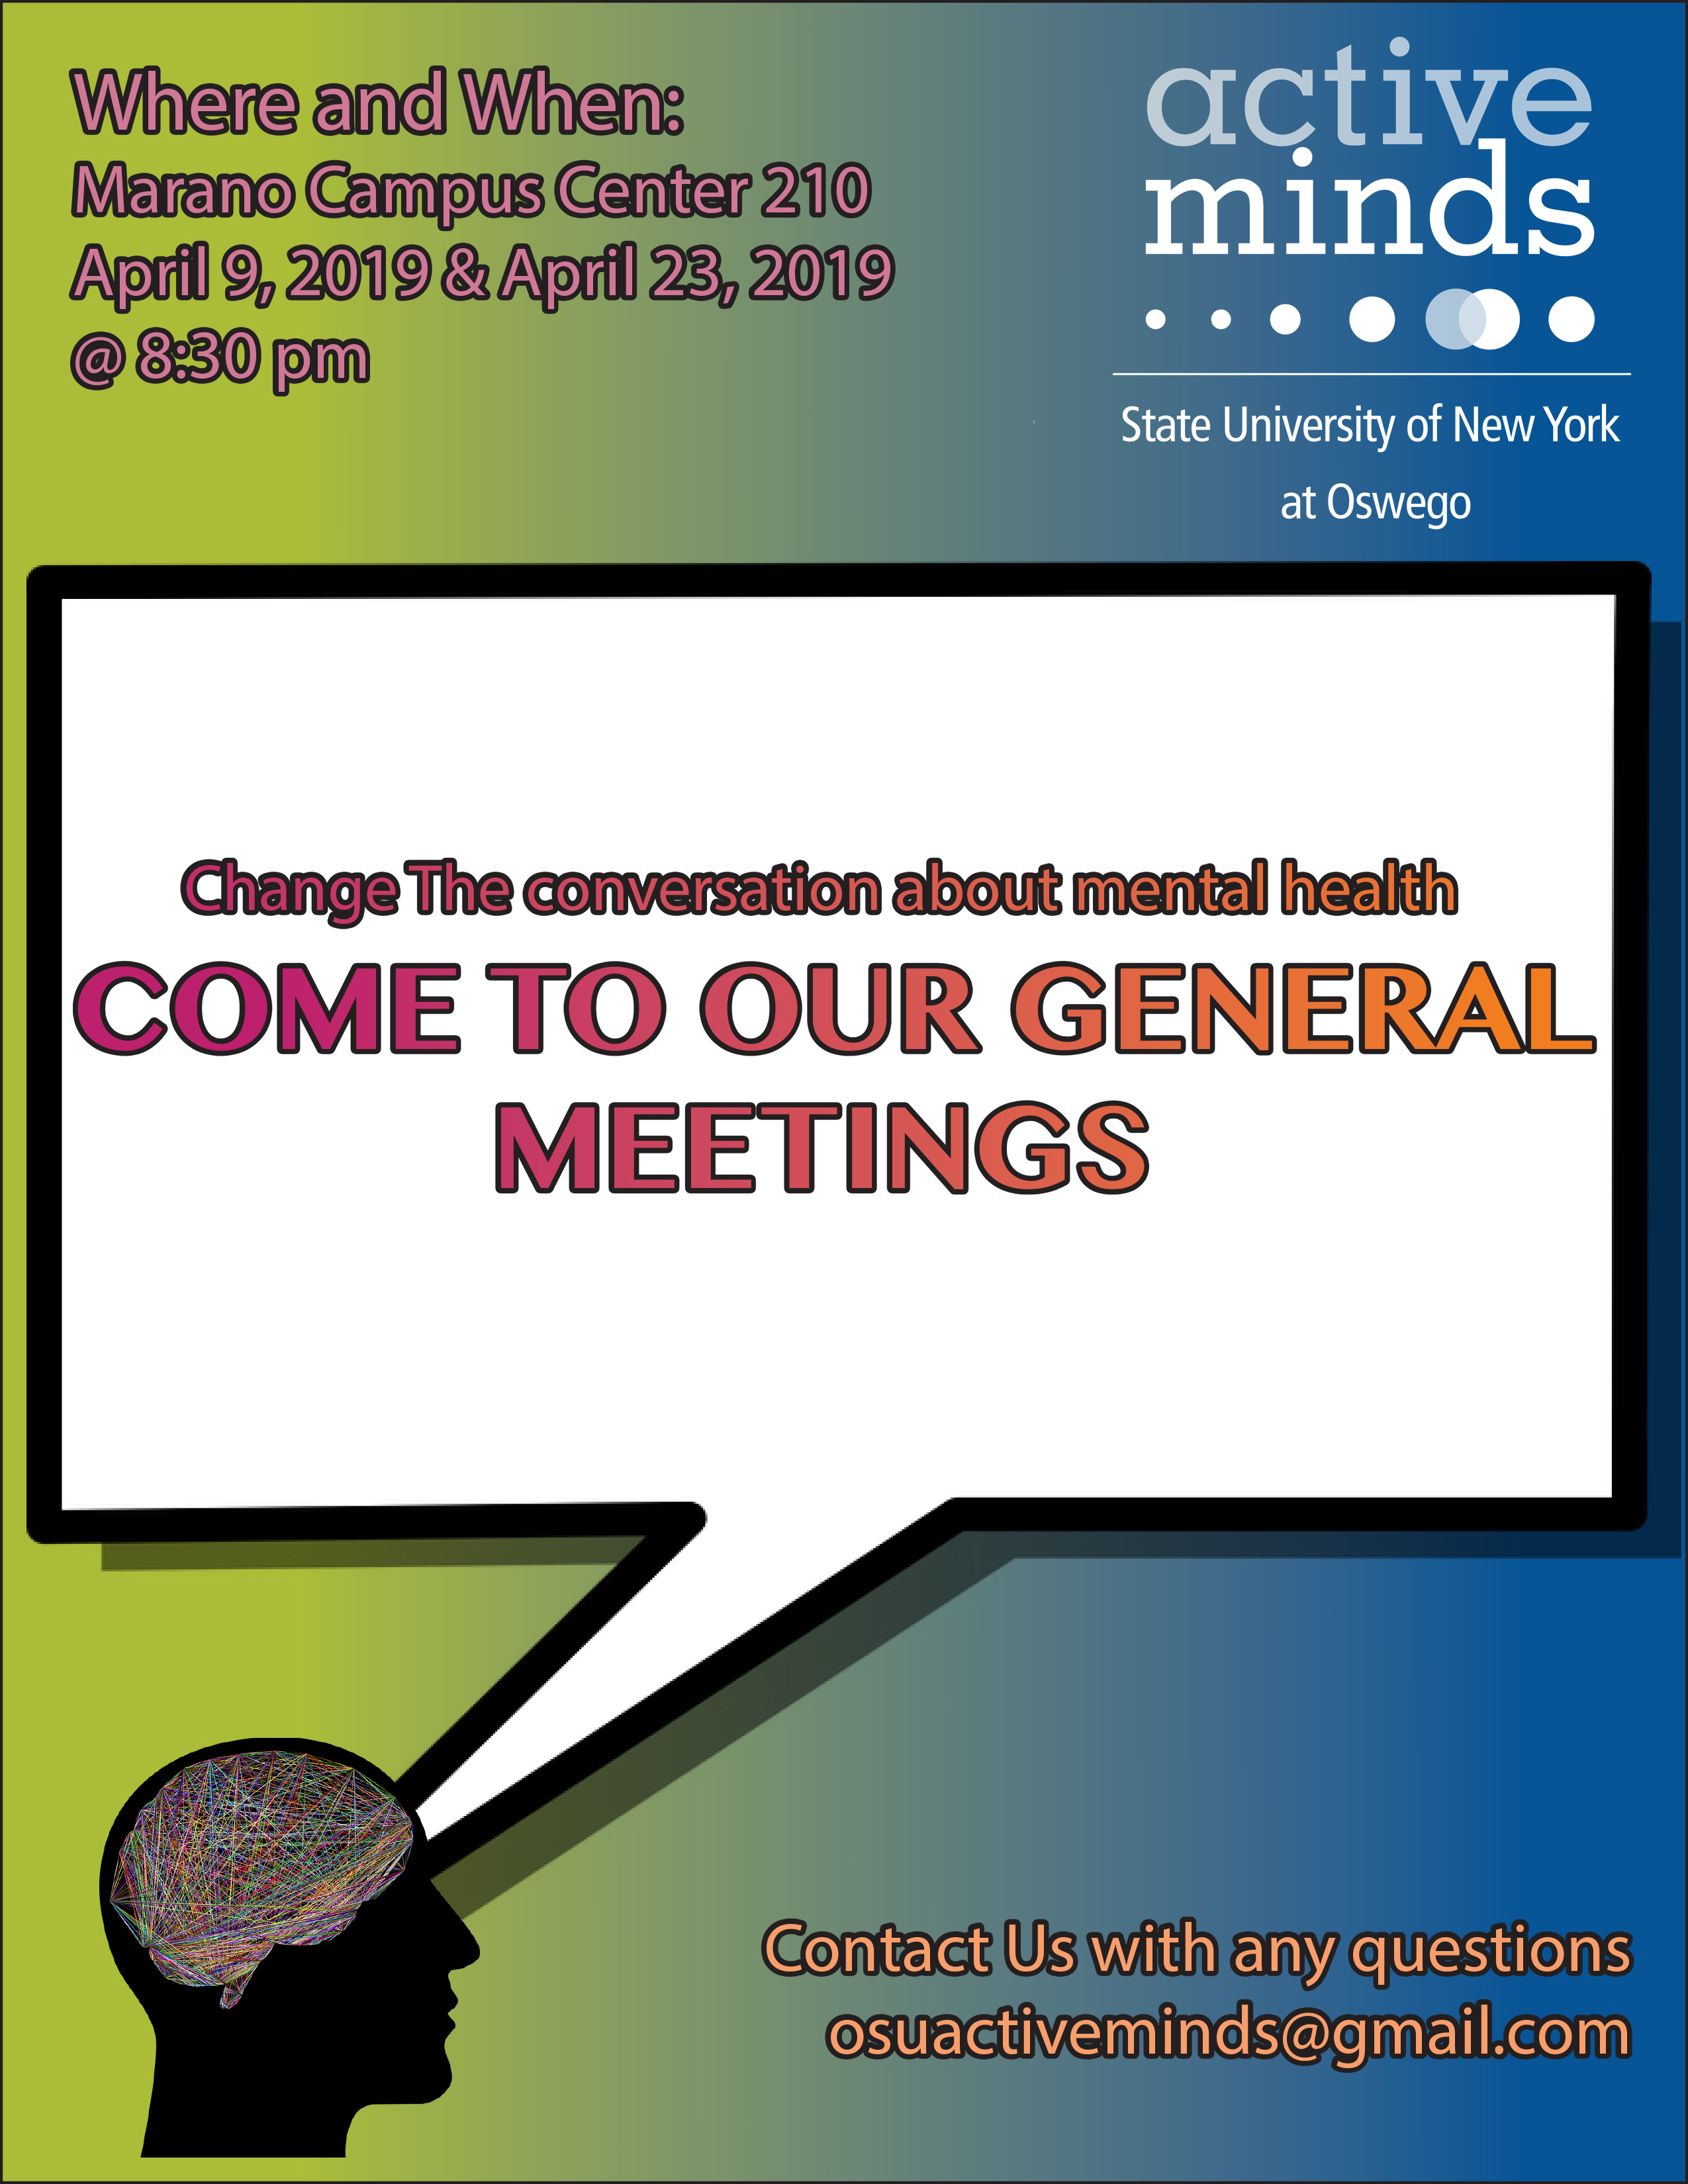 Where and When:
Marano Campus Center 210
April 9, 2019 & April 23, 2019
@ 8:30 pm
active
minds
State University of New York
at Oswego
Change The conversation about mental health
COME TO OUR GENERAL
MEETINGS
Contact Us with any questions
osuactiveminds@gmail.com